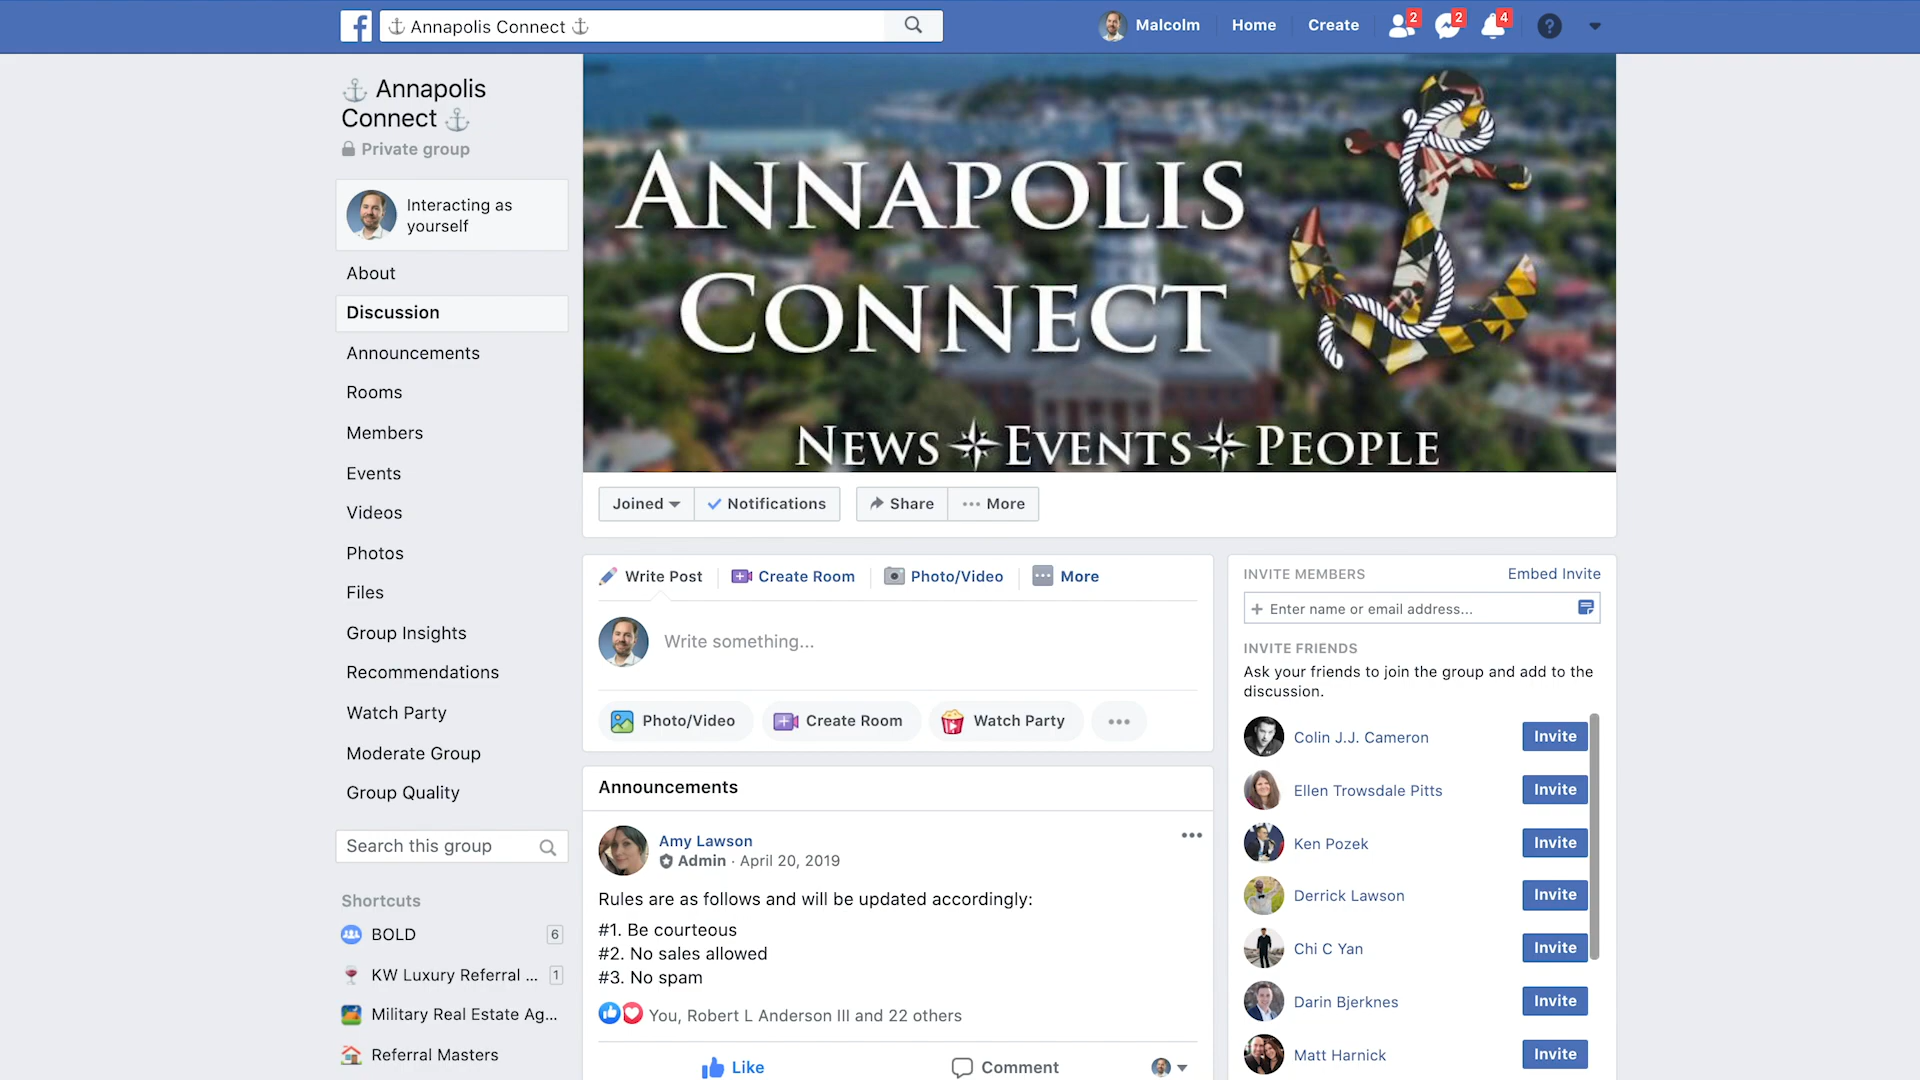 Annapolis Connect
Malcolm
Home
Create
2
2
4
?
Annapolis
Connect
Private group
Interacting as
yourself
About
Discussion
Announcements
Rooms
Members
Events
Videos
Photos
Files
Group Insights
Recommendations
Watch Party
Moderate Group
Group Quality
Search this group
Shortcuts
BOLD 6
KW Luxury Referral ... 1
Military Real Estate Ag...
Referral Masters
ANNAPOLIS
CONNECT
NEWS EVENTS PEOPLE
Joined
Notifications
Share
More
Write Post
Create Room
Photo/Video
More
Write something...
Photo/Video
Create Room
Watch Party
Announcements
Amy Lawson
Admin · April 20, 2019
Rules are as follows and will be updated accordingly:
#1. Be courteous
#2. No sales allowed
#3. No spam
You, Robert L Anderson III and 22 others
Like
Comment
INVITE MEMBERS
Embed Invite
+ Enter name or email address...
INVITE FRIENDS
Ask your friends to join the group and add to the
discussion.
Colin J.J. Cameron Invite
Ellen Trowsdale Pitts Invite
Ken Pozek Invite
Derrick Lawson Invite
Chi C Yan Invite
Darin Bjerknes Invite
Matt Harnick Invite